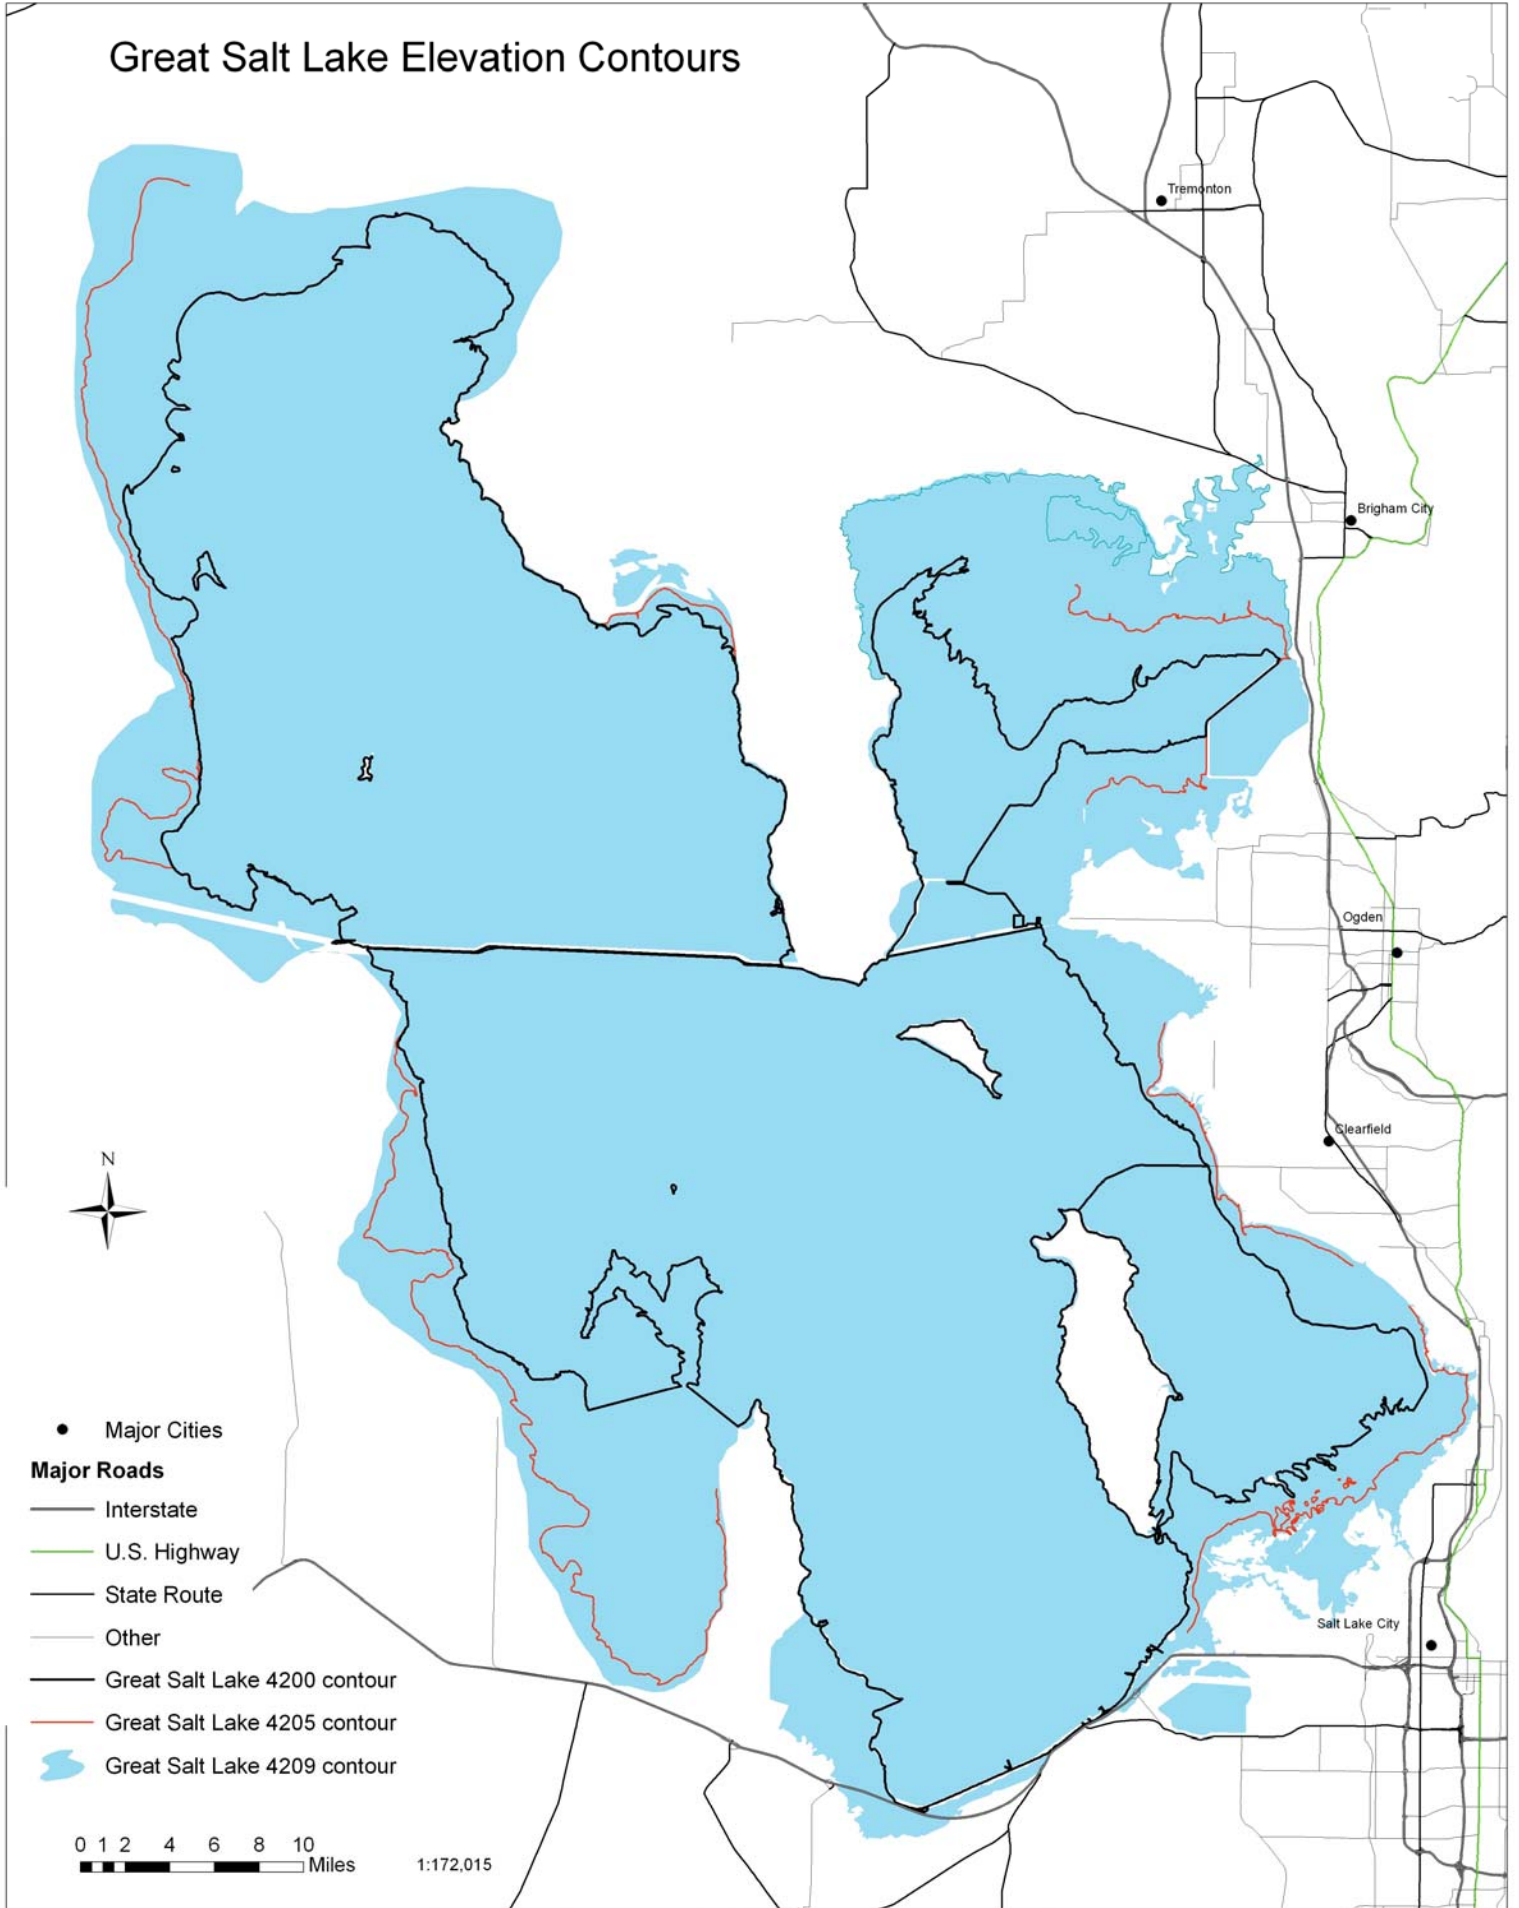 Great Salt Lake Elevation Contours
Tremonton
Brigham City
Ogden
Clearfield
N
Salt Lake City
Major Cities
Major Roads
Interstate
U.S. Highway
State Route
Other
Great Salt Lake 4200 contour
Great Salt Lake 4205 contour
Great Salt Lake 4209 contour
0 1 2 4 6 8 10
Miles
1:172,015